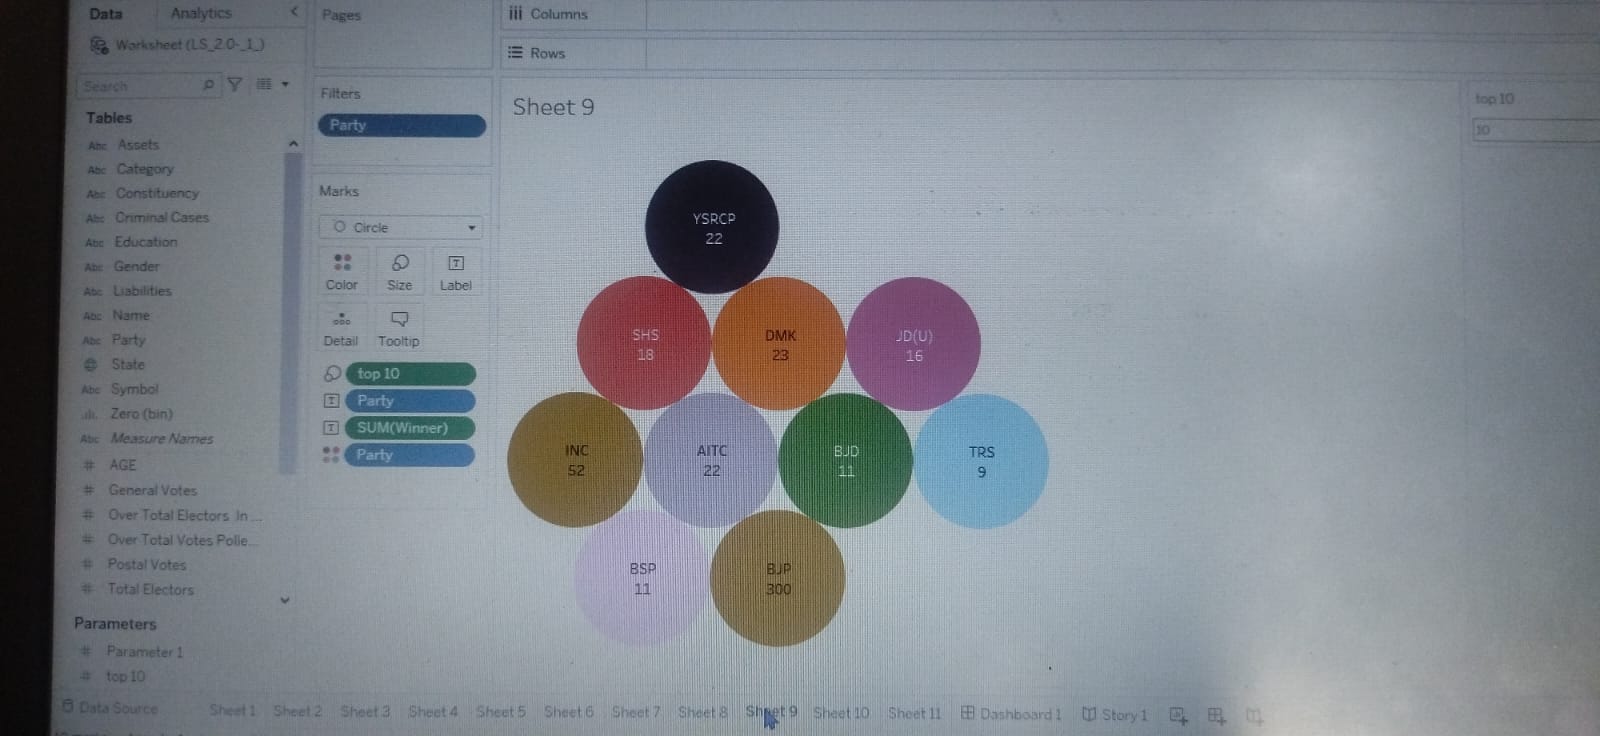 Data
Analytics
Worksheet (LS_2.0-_1_)
Search
Tables
Abc Assets
Abc Category
Abc Constituency
Abc Criminal Cases
Abc Education
Abc Gender
Abc Liabilities
Abc Name
Abc Party
State
Abc Symbol
Zero (bin)
Abc Measure Names
# AGE
# General Votes
# Over Total Electors In ...
# Over Total Votes Polle...
# Postal Votes
# Total Electors
Parameters
# Parameter 1
# top 10
Pages
Filters
Party
Marks
Circle
Color
Size
Label
Detail
Tooltip
top 10
Party
SUM(Winner)
Party
Columns
Rows
Sheet 9
YSRCP
22
SHS
18
DMK
23
JD(U)
16
INC
52
AITC
22
BJD
11
TRS
9
BSP
11
BJP
300
top 10
10
Data Source
Sheet 1
Sheet 2
Sheet 3
Sheet 4
Sheet 5
Sheet 6
Sheet 7
Sheet 8
Sheet 9
Sheet 10
Sheet 11
Dashboard 1
Story 1